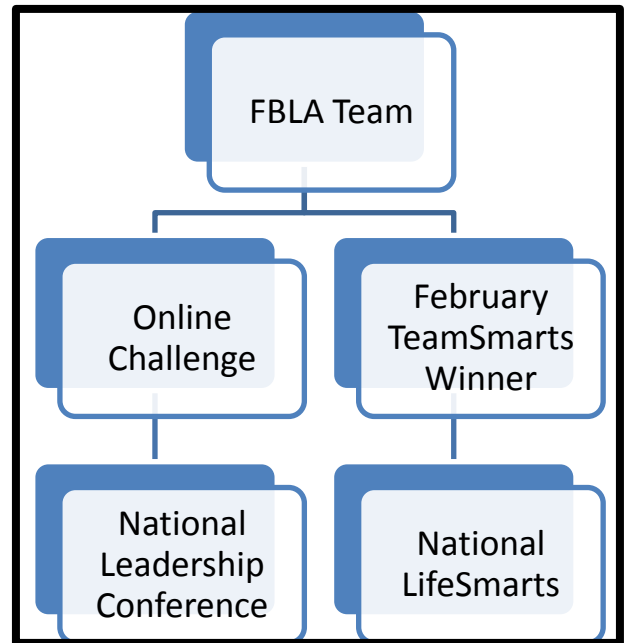 FBLA Team
Online
Challenge
February
TeamSmarts
Winner
National
Leadership
Conference
National
LifeSmarts